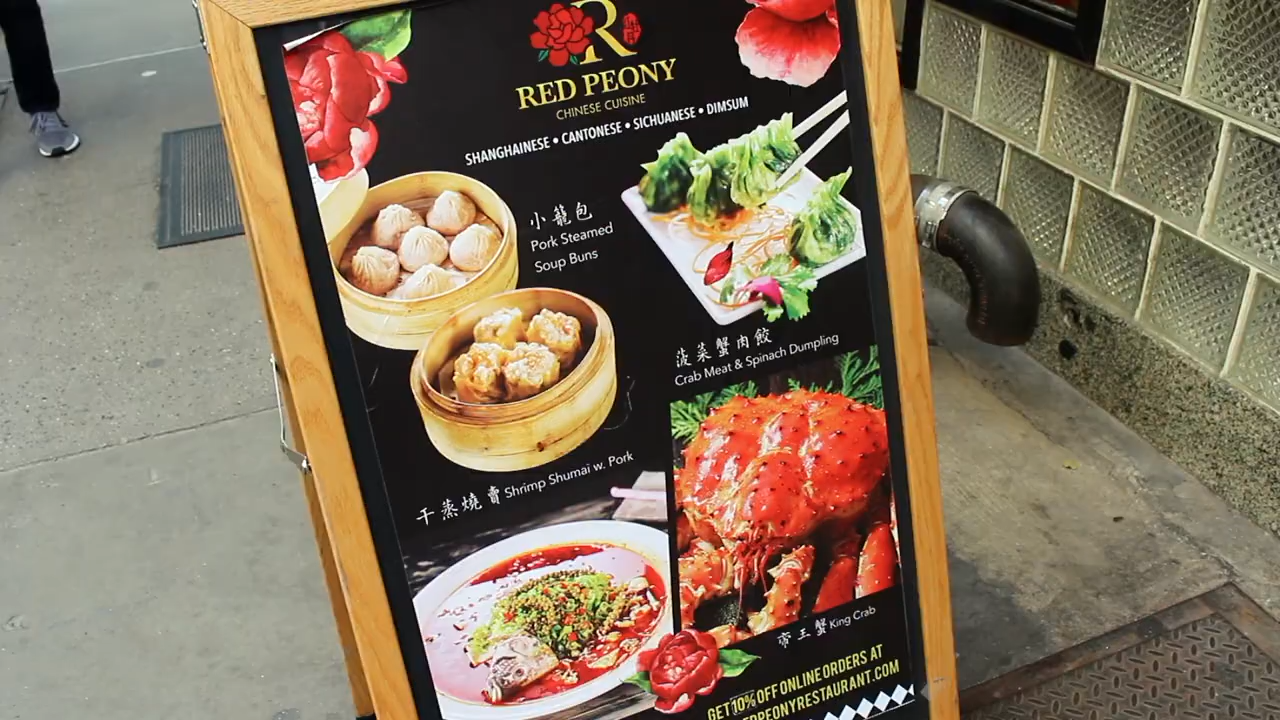 R
RED PEONY
CHINESE CUISINE
SHANGHAINESE • CANTONESE • SICHUANESE • DIMSUM
小籠包
Pork Steamed
Soup Buns
菠菜蟹肉餃
Crab Meat & Spinach Dumpling
干蒸燒賣 Shrimp Shumai w. Pork
帝王蟹 King Crab
GET 10% OFF ONLINE ORDERS AT
EDPEONYRESTAURANT.COM